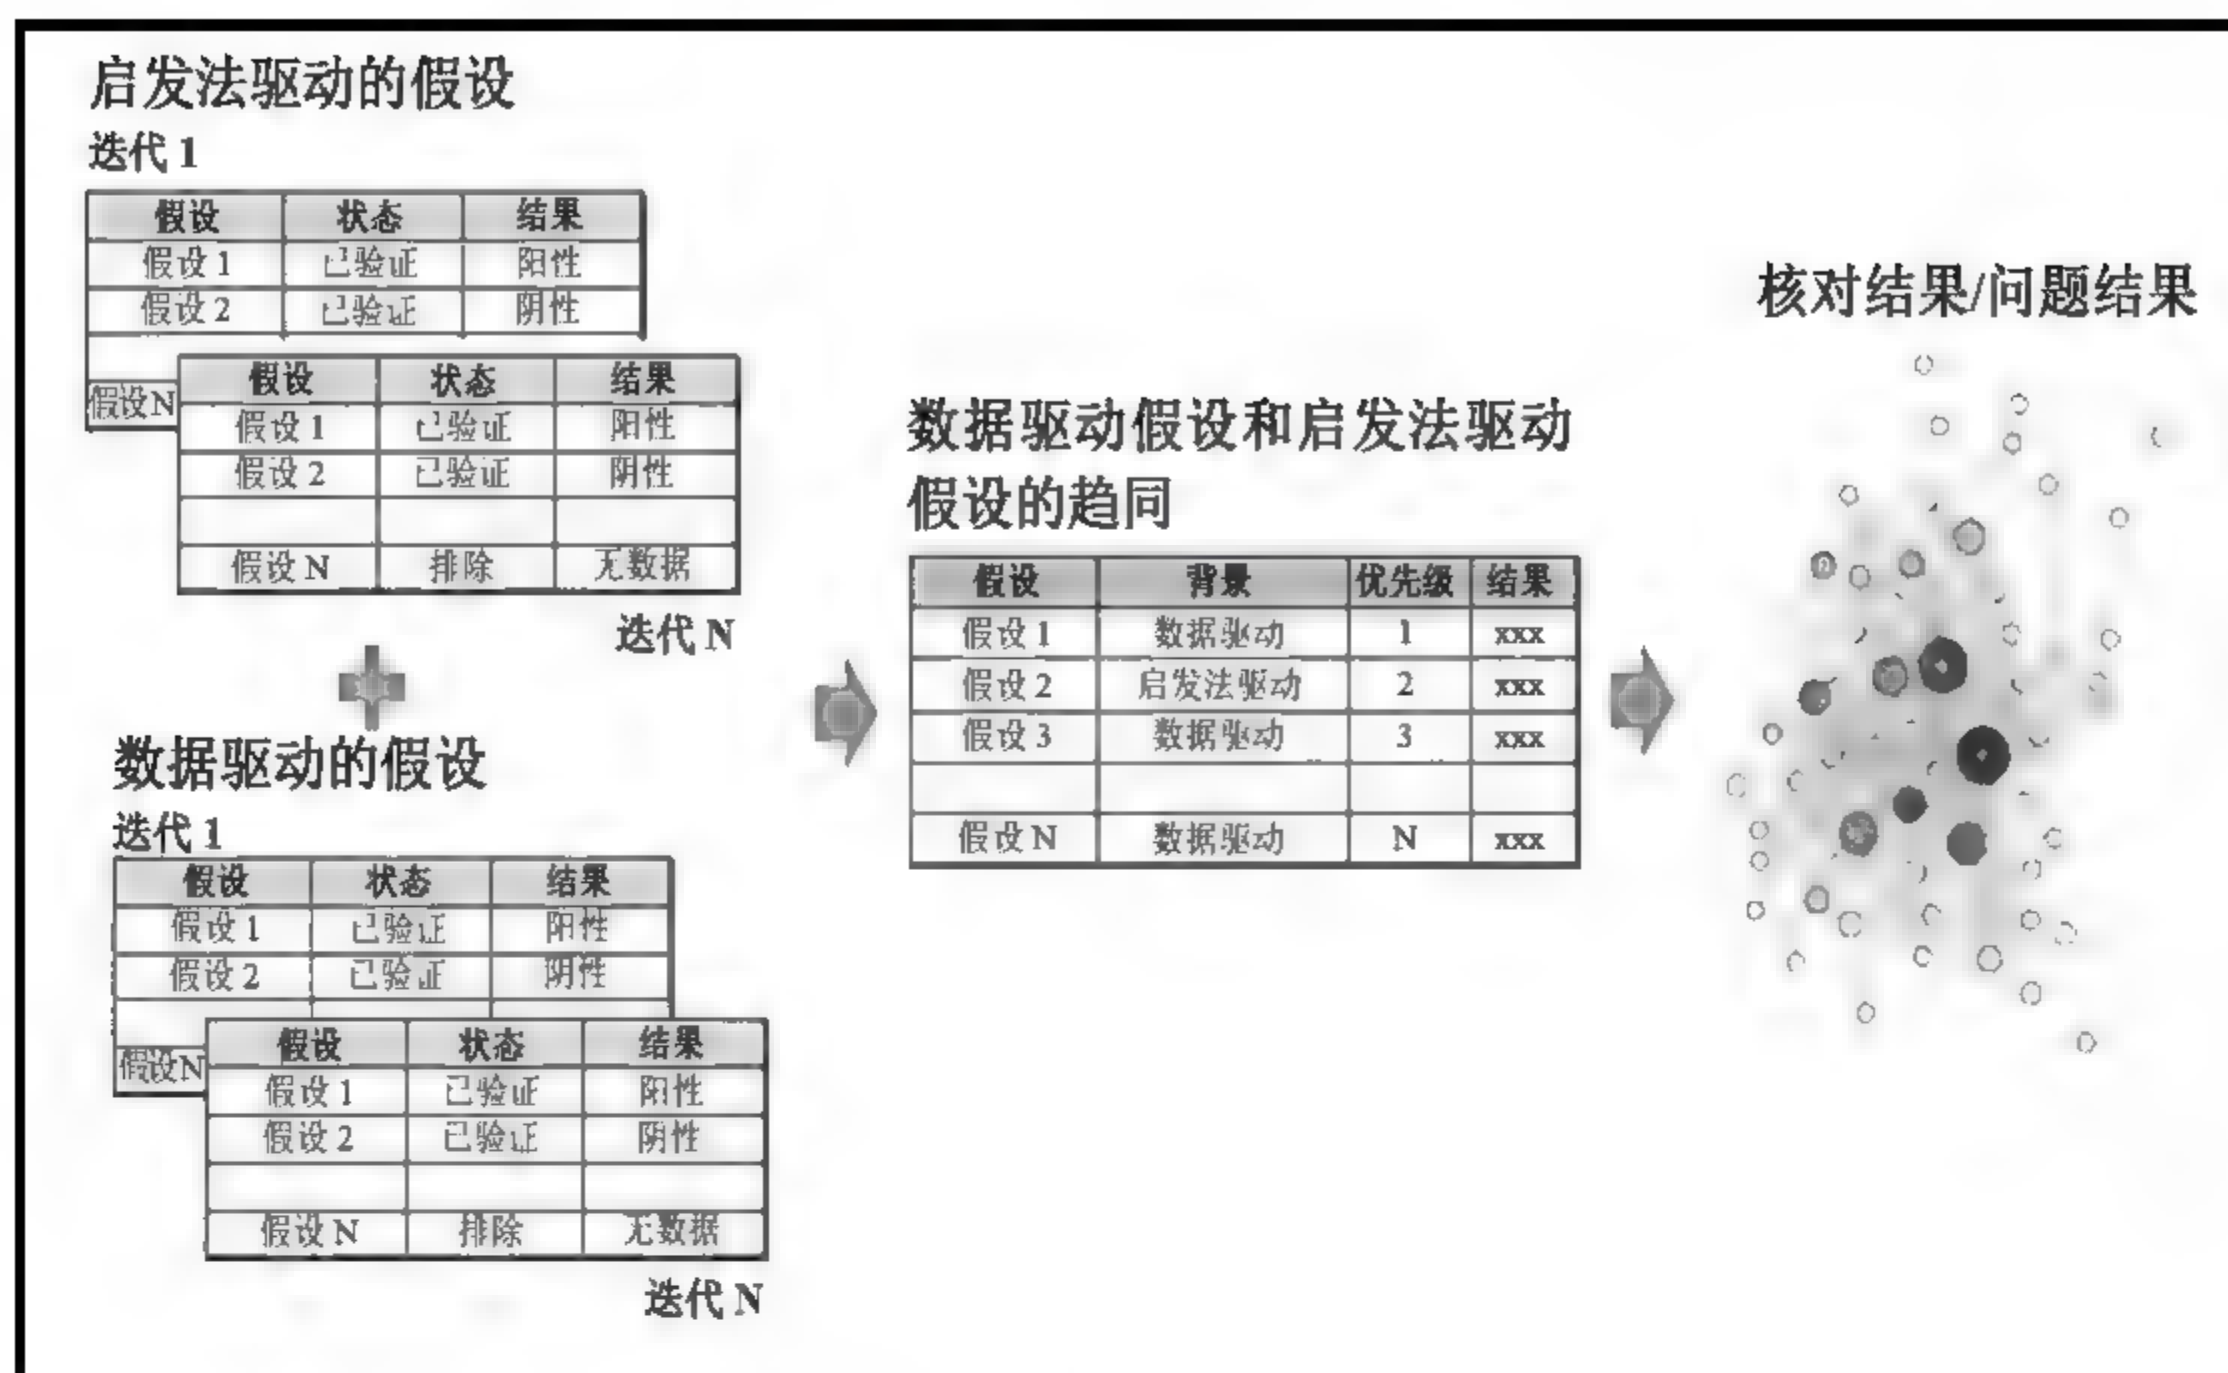 启发法驱动的假设
迭代 1
假设 状态 结果
假设 1 已验证 阳性
假设 2 已验证 阴性
假设 N
假设 状态 结果
假设 1 已验证 阳性
假设 2 已验证 阴性
假设 N 排除 无数据
迭代 N
数据驱动的假设
迭代 1
假设 状态 结果
假设 1 已验证 阳性
假设 2 已验证 阴性
假设 N
假设 状态 结果
假设 1 已验证 阳性
假设 2 已验证 阴性
假设 N 排除 无数据
迭代 N
数据驱动假设和启发法驱动
假设的趋同
假设 背景 优先级 结果
假设 1 数据驱动 1 xxx
假设 2 启发法驱动 2 xxx
假设 3 数据驱动 3 xxx
假设 N 数据驱动 N xxx
核对结果/问题结果